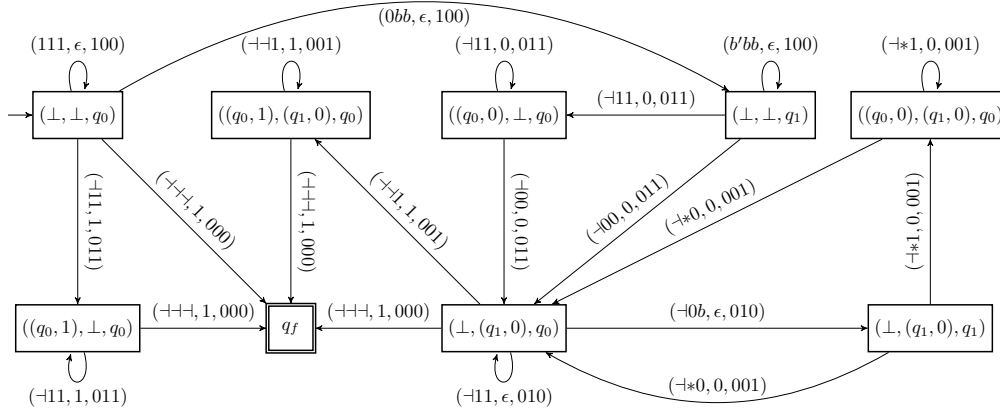 (0bb, ϵ, 100)
(111, ϵ, 100)
(⊣⊣1, 1, 001)
(⊣11, 0, 011)
(b′bb, ϵ, 100)
(⊣∗1, 0, 001)
(⊥, ⊥, q₀)
((q₀, 1), (q₁, 0), q₀)
((q₀, 0), ⊥, q₀)
(⊣11, 0, 011)
(⊥, ⊥, q₁)
((q₀, 0), (q₁, 0), q₀)
(⊣11, 1, 011)
(⊣⊣⊣, 1, 000)
(⊣⊣⊣, 1, 000)
(⊣⊣1, 1, 001)
(⊣00, 0, 011)
(⊣00, 0, 011)
(⊣∗0, 0, 001)
(⊣∗1, 0, 001)
((q₀, 1), ⊥, q₀)
(⊣⊣⊣, 1, 000)
q_f
(⊣⊣⊣, 1, 000)
(⊥, (q₁, 0), q₀)
(⊣0b, ϵ, 010)
(⊥, (q₁, 0), q₁)
(⊣11, 1, 011)
(⊣11, ϵ, 010)
(⊣∗0, 0, 001)